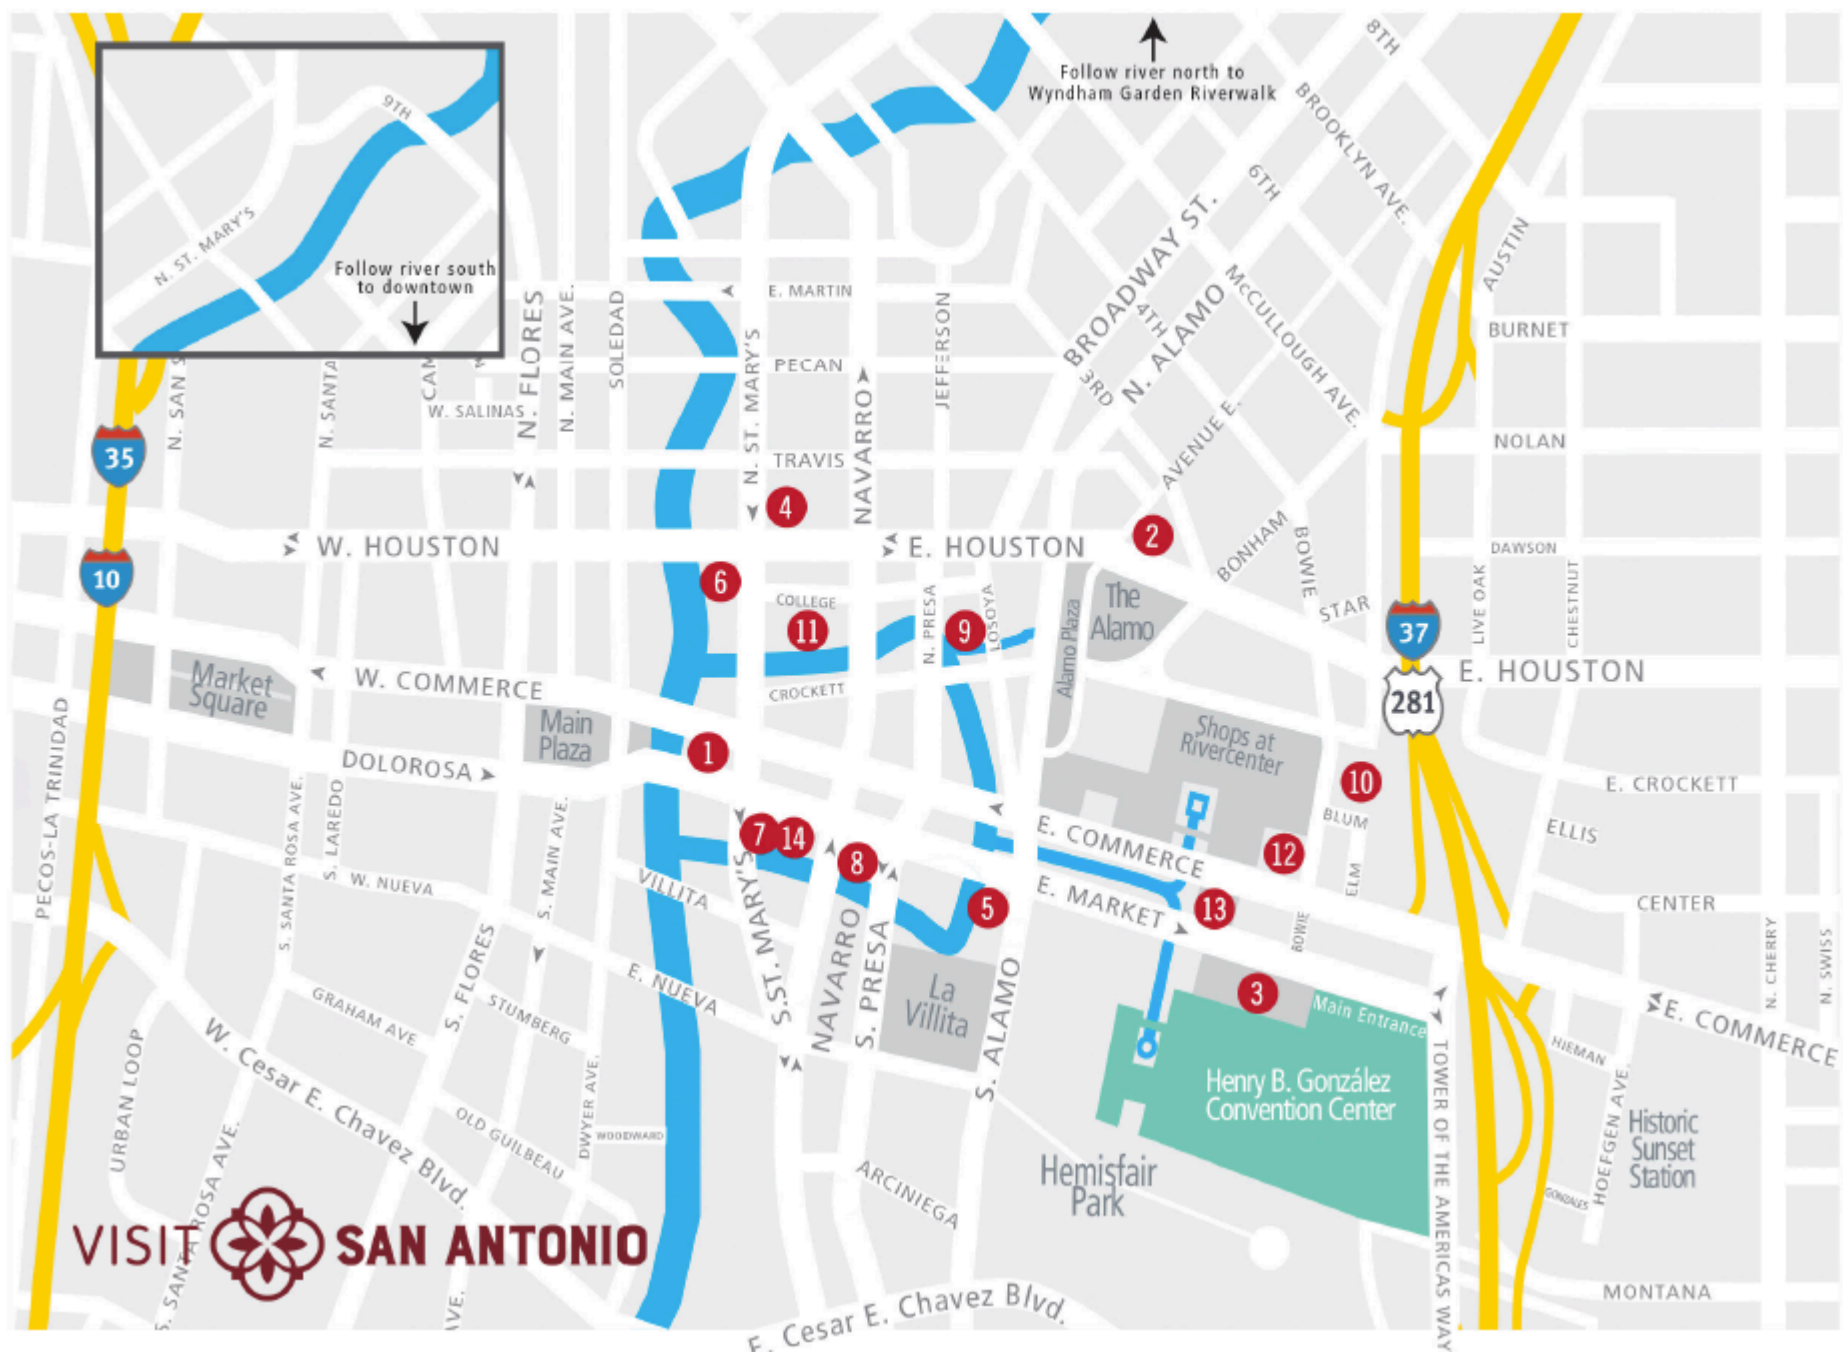 Follow river north to
Wyndham Garden Riverwalk
8TH
BROOKLYN AVE.
6TH
9TH
N. ST. MARY'S
Follow river south
to downtown
BROADWAY ST.
AUSTIN
E. MARTIN
N. FLORES
N. MAIN AVE.
SOLEDAD
N. ST. MARY'S
JEFFERSON
McCULLOUGH AVE.
4TH
N. ALAMO
BURNET
PECAN
3RD
N. SAN S
N. SANTA
CAM
W. SALINAS
NAVARRO
AVENUE E.
NOLAN
35
TRAVIS
4
2
W. HOUSTON
E. HOUSTON
BONHAM
BOWIE
DAWSON
10
6
COLLEGE
11
N. PRESA
9
LOSOYA
Alamo Plaza
The
Alamo
STAR
37
LIVE OAK
CHESTNUT
281
E. HOUSTON
Market
Square
W. COMMERCE
CROCKETT
Main
Plaza
1
Shops at
Rivercenter
PECOS-LA TRINIDAD
DOLOROSA
10
E. CROCKETT
S. SANTA ROSA AVE.
S. LAREDO
S. MAIN AVE.
7
14
8
E. COMMERCE
12
BLUM
ELLIS
W. NUEVA
VILLITA
S.ST. MARY'S
5
E. MARKET
13
ELM
BOWIE
CENTER
N. CHERRY
N. SWISS
S. FLORES
E. NUEVA
NAVARRO
S. PRESA
La
Villita
S. ALAMO
3
Main Entrance
E. COMMERCE
GRAHAM AVE
STUMBERG
HIEMAN
URBAN LOOP
W. Cesar E. Chavez Blvd.
DWYER AVE.
WOODWARD
OLD GUILBEAU
Henry B. González
Convention Center
TOWER OF THE AMERICAS WAY
HOEFGEN AVE.
Historic
Sunset
Station
GONZALES
Hemisfair
Park
ARCINIEGA
S. SANTA ROSA AVE.
VISIT SAN ANTONIO
AVE.
E. Cesar E. Chavez Blvd.
MONTANA